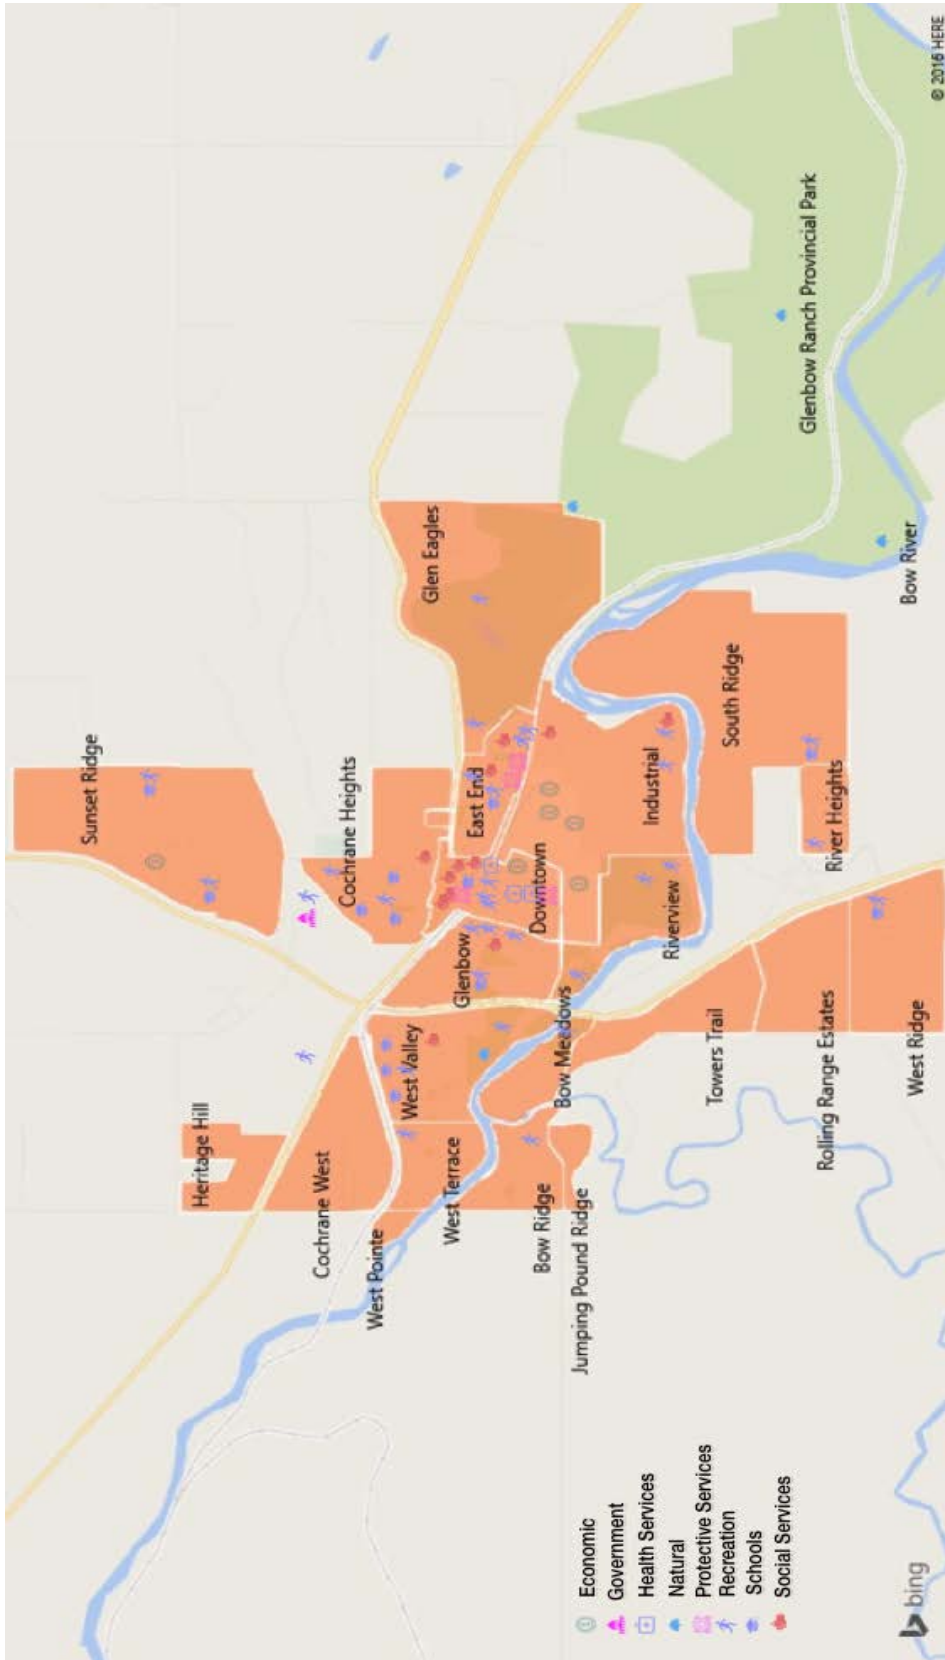 Heritage Hill
Sunset Ridge
Cochrane West
Cochrane Heights
West Pointe
West Valley
Glen Eagles
West Terrace
Glenbow
East End
Bow Ridge
Downtown
Jumping Pound Ridge
Bow Meadows
Industrial
Riverview
South Ridge
Towers Trail
Glenbow Ranch Provincial Park
Rolling Range Estates
River Heights
West Ridge
Bow River
Economic
Government
Health Services
Natural
Protective Services
Recreation
Schools
Social Services
bing
© 2016 HERE